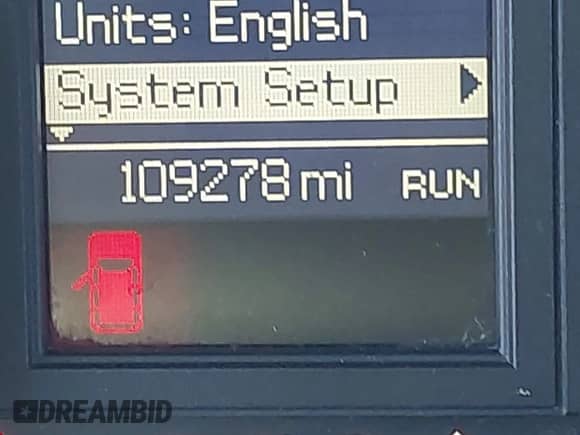 Units: English
System Setup
109278 mi RUN
DREAMBID